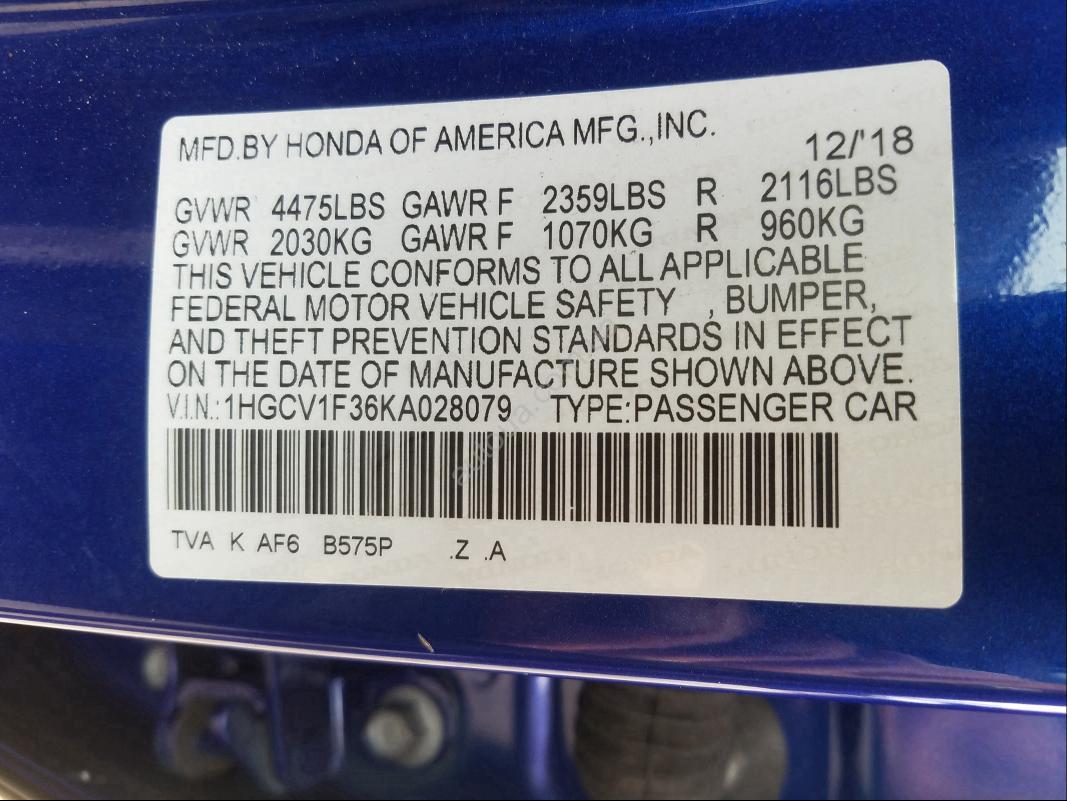 MFD.BY HONDA OF AMERICA MFG.,INC. 12/'18
GVWR 4475LBS GAWR F 2359LBS R 2116LBS
GVWR 2030KG GAWR F 1070KG R 960KG
THIS VEHICLE CONFORMS TO ALL APPLICABLE
FEDERAL MOTOR VEHICLE SAFETY , BUMPER,
AND THEFT PREVENTION STANDARDS IN EFFECT
ON THE DATE OF MANUFACTURE SHOWN ABOVE.
V.I.N.:1HGCV1F36KA028079 TYPE:PASSENGER CAR
TVA K AF6 B575P .Z .A